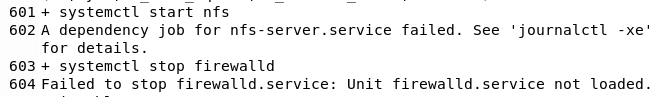 601 + systemctl start nfs
602 A dependency job for nfs-server.service failed. See 'journalctl -xe'
for details.
603 + systemctl stop firewalld
604 Failed to stop firewalld.service: Unit firewalld.service not loaded.